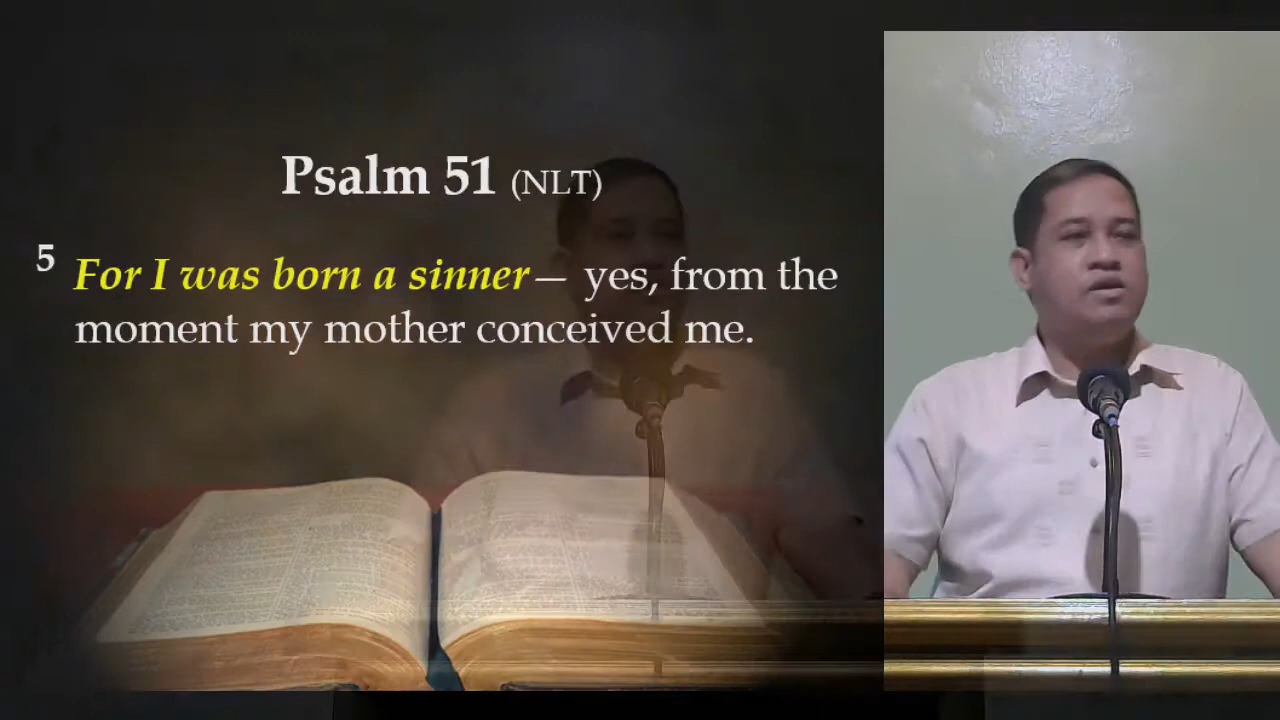 Psalm 51 (NLT)
5 For I was born a sinner— yes, from the
moment my mother conceived me.